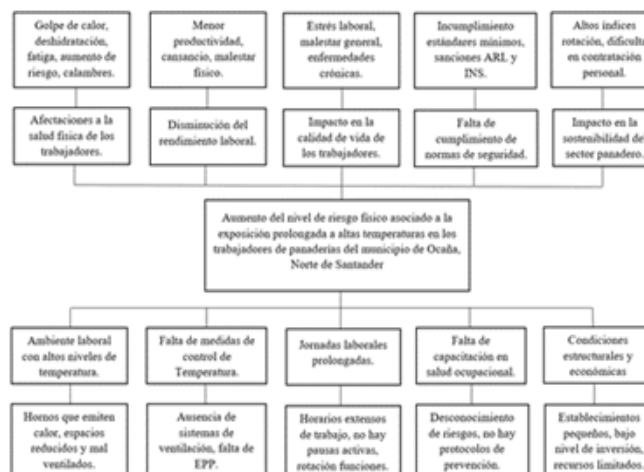 Golpe de calor,
deshidratación,
fatiga, aumento de
riesgo, calambres.
Menor
productividad,
cansancio, malestar
físico.
Estrés laboral,
malestar general,
enfermedades
crónicas.
Incumplimiento
estándares mínimos,
sanciones ARL y
INS.
Altos índices
rotación, dificulta
en contratación
personal.
Afectaciones a la
salud física de los
trabajadores.
Disminución del
rendimiento laboral.
Impacto en la
calidad de vida de
los trabajadores.
Falta de
cumplimiento de
normas de seguridad.
Impacto en la
sostenibilidad del
sector panadero.
Aumento del nivel de riesgo físico asociado a la
exposición prolongada a altas temperaturas en los
trabajadores de panaderías del municipio de Ocaña,
Norte de Santander
Ambiente laboral
con altos niveles de
temperatura.
Falta de medidas de
control de
Temperatura.
Jornadas laborales
prolongadas.
Falta de
capacitación en
salud ocupacional.
Condiciones
estructurales y
económicas
Hornos que emiten
calor, espacios
reducidos y mal
ventilados.
Ausencia de
sistemas de
ventilación, falta de
EPP.
Horarios extensos
de trabajo, no hay
pausas activas,
rotación funciones.
Desconocimiento
de riesgos, no hay
protocolos de
prevención.
Establecimientos
pequeños, bajo
nivel de inversión,
recursos limitado